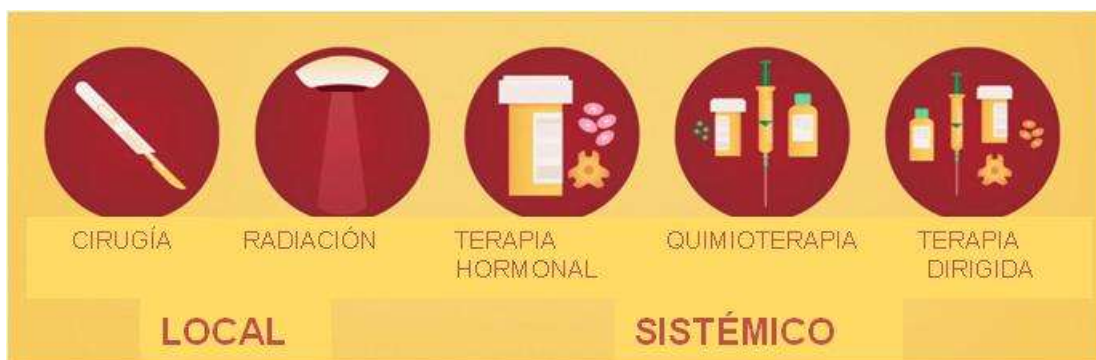 CIRUGÍA RADIACIÓN TERAPIA QUIMIOTERAPIA TERAPIA
HORMONAL DIRIGIDA
LOCAL SISTÉMICO